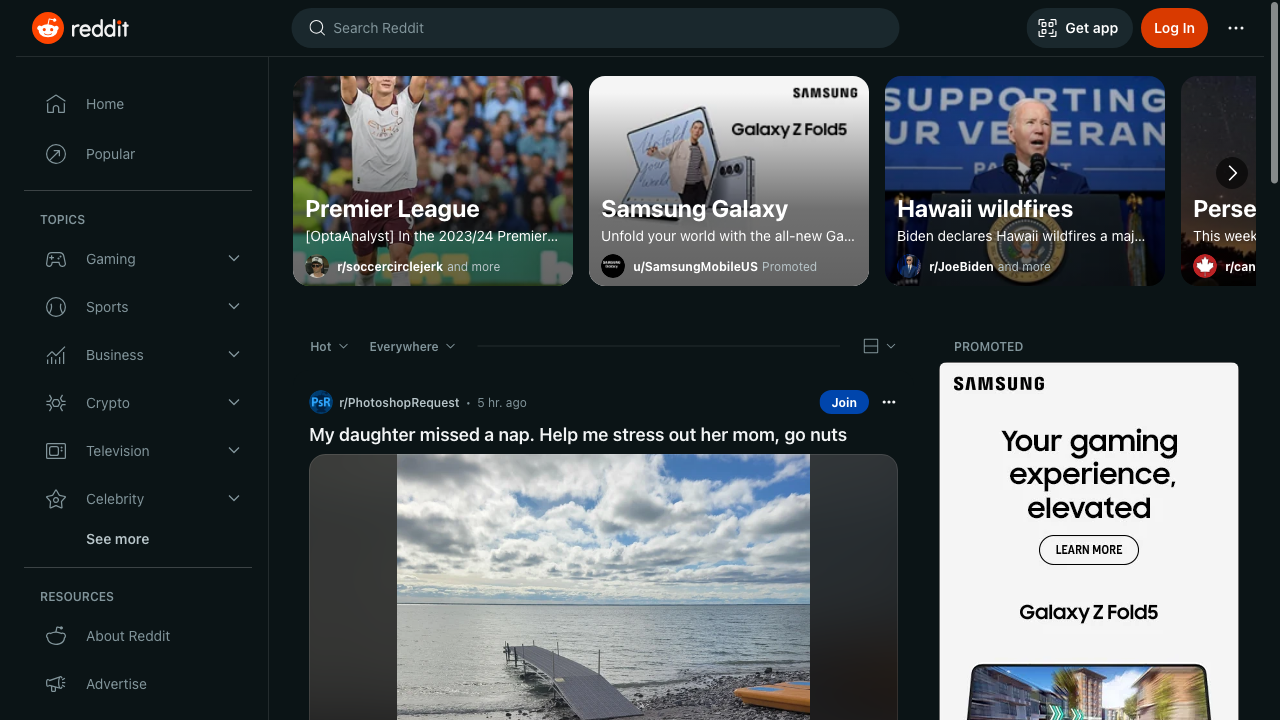 reddit
Search Reddit
Get app
Log In
Home
Popular
TOPICS
Gaming
Sports
Business
Crypto
Television
Celebrity
See more
RESOURCES
About Reddit
Advertise
Premier League
[OptaAnalyst] In the 2023/24 Premier...
r/soccercirclejerk and more
SAMSUNG
Galaxy Z Fold5
Unfold
your
Samsung Galaxy
Unfold your world with the all-new Ga...
u/SamsungMobileUS Promoted
SUPPORTING
UR VETERAN
Hawaii wildfires
Biden declares Hawaii wildfires a maj...
r/JoeBiden and more
Perse
This week
r/can
Hot
Everywhere
PsR r/PhotoshopRequest • 5 hr. ago
Join
My daughter missed a nap. Help me stress out her mom, go nuts
PROMOTED
SAMSUNG
Your gaming
experience,
elevated
LEARN MORE
Galaxy Z Fold5